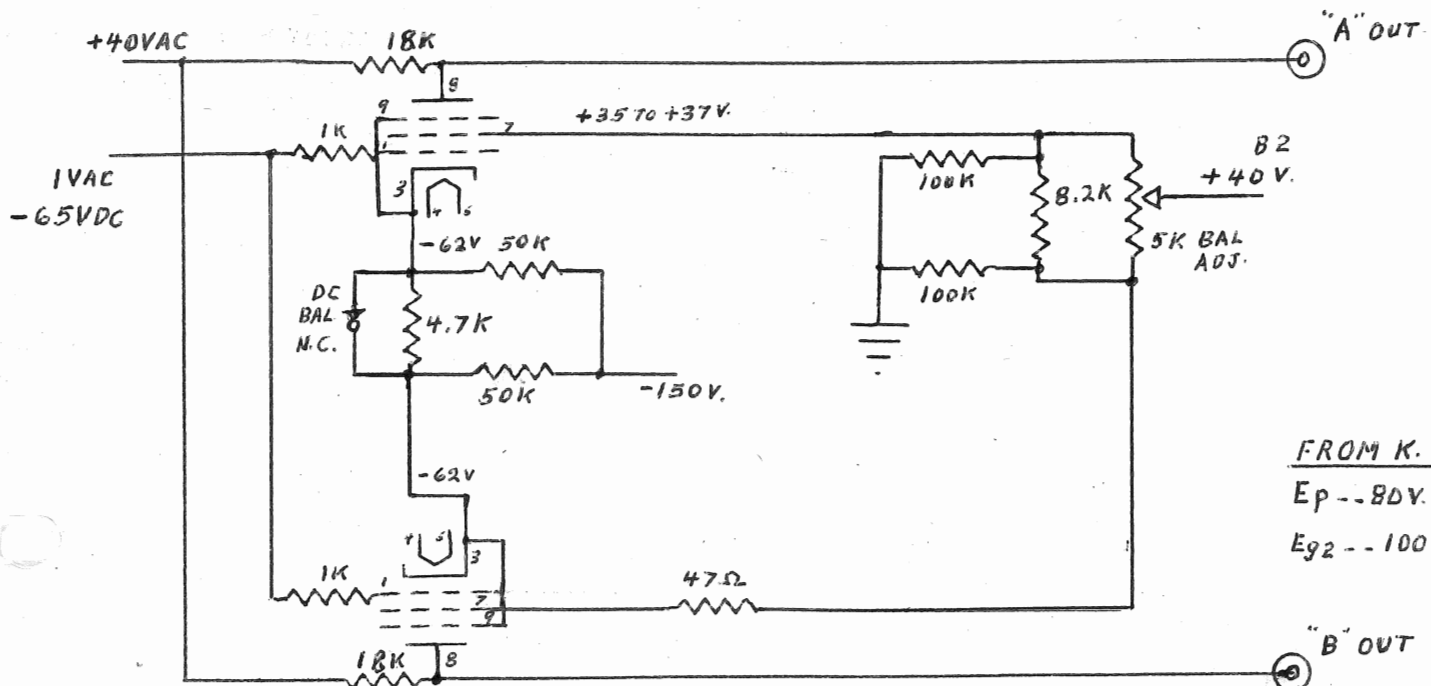 +40VAC
18K
"A" OUT
8
9
1K
1
+35 TO +37V.
7
B2
+40V.
1VAC
-65VDC
3
4 5
100K
8.2K
5K BAL
ADJ.
-62V
50K
DC
BAL
N.C.
4.7K
100K
50K
-150V.
-62V
FROM K.
Ep -- 80V.
Eg2 -- 100
4 5
3
1K
1
7
9
47Ω
18K
8
"B" OUT